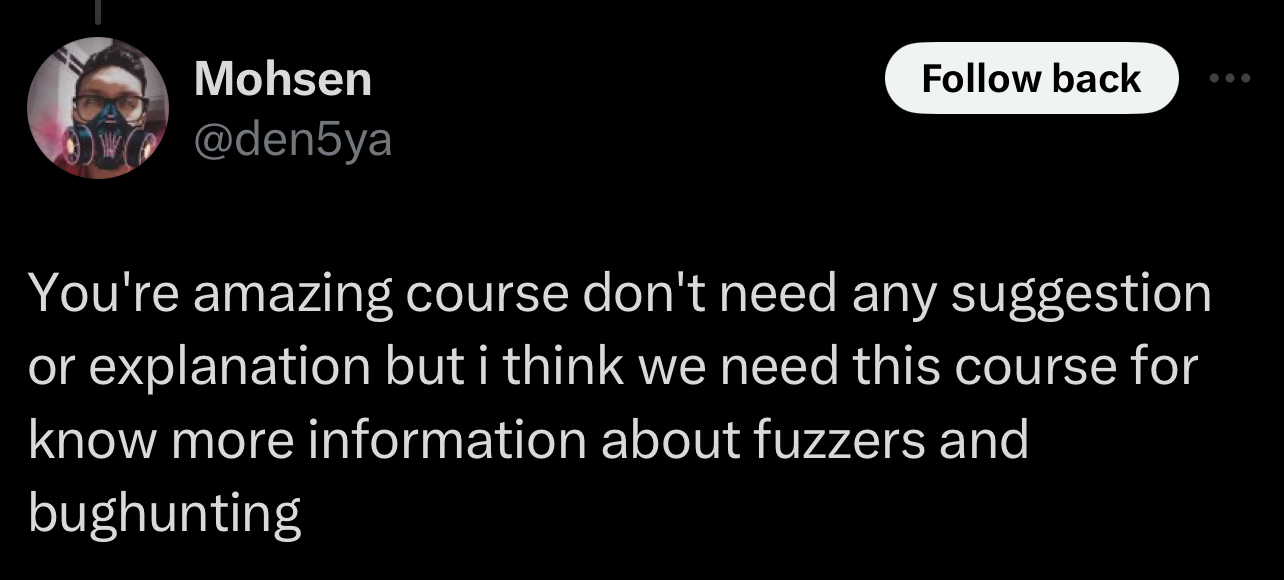 Mohsen
@den5ya
Follow back
You're amazing course don't need any suggestion
or explanation but i think we need this course for
know more information about fuzzers and
bughunting